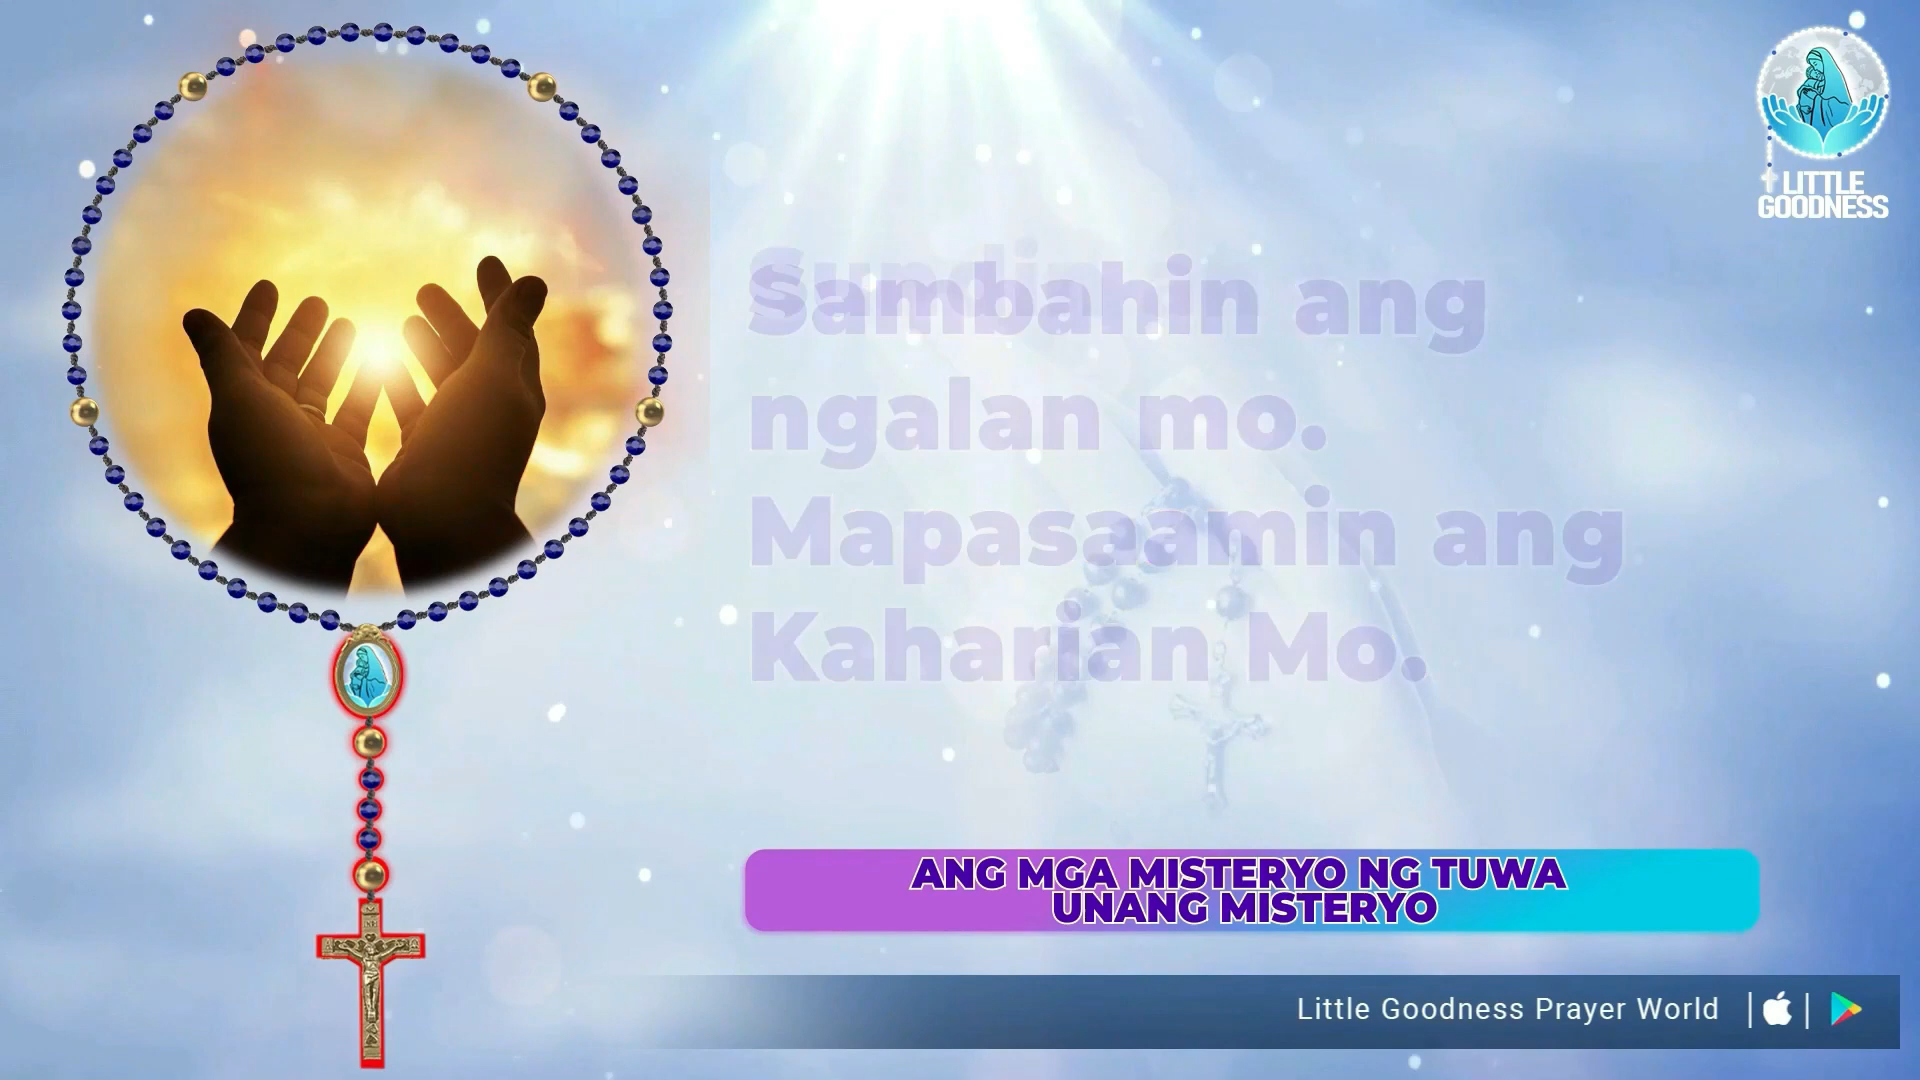 LITTLE
GOODNESS
Sambahin ang
ngalan mo.
Mapasaamin ang
Kaharian Mo.
ANG MGA MISTERYO NG TUWA
UNANG MISTERYO
Little Goodness Prayer World